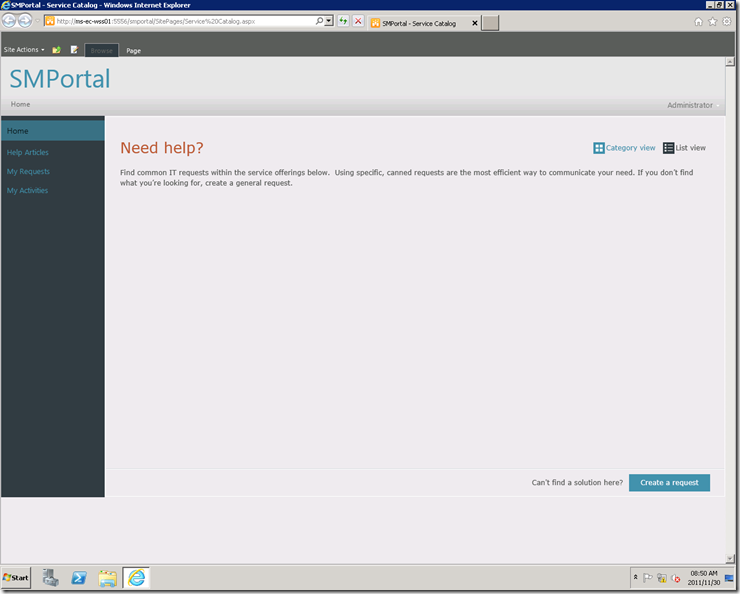 SMPortal - Service Catalog - Windows Internet Explorer
http://ms-ec-wss01:5556/smportal/SitePages/Service%20Catalog.aspx
SMPortal - Service Catalog
Site Actions
Browse
Page
SMPortal
Home
Administrator
Home
Help Articles
My Requests
My Activities
Need help?
Category view
List view
Find common IT requests within the service offerings below. Using specific, canned requests are the most efficient way to communicate your need. If you don't find
what you're looking for, create a general request.
Can't find a solution here?
Create a request
Start
08:50 AM
2011/11/30